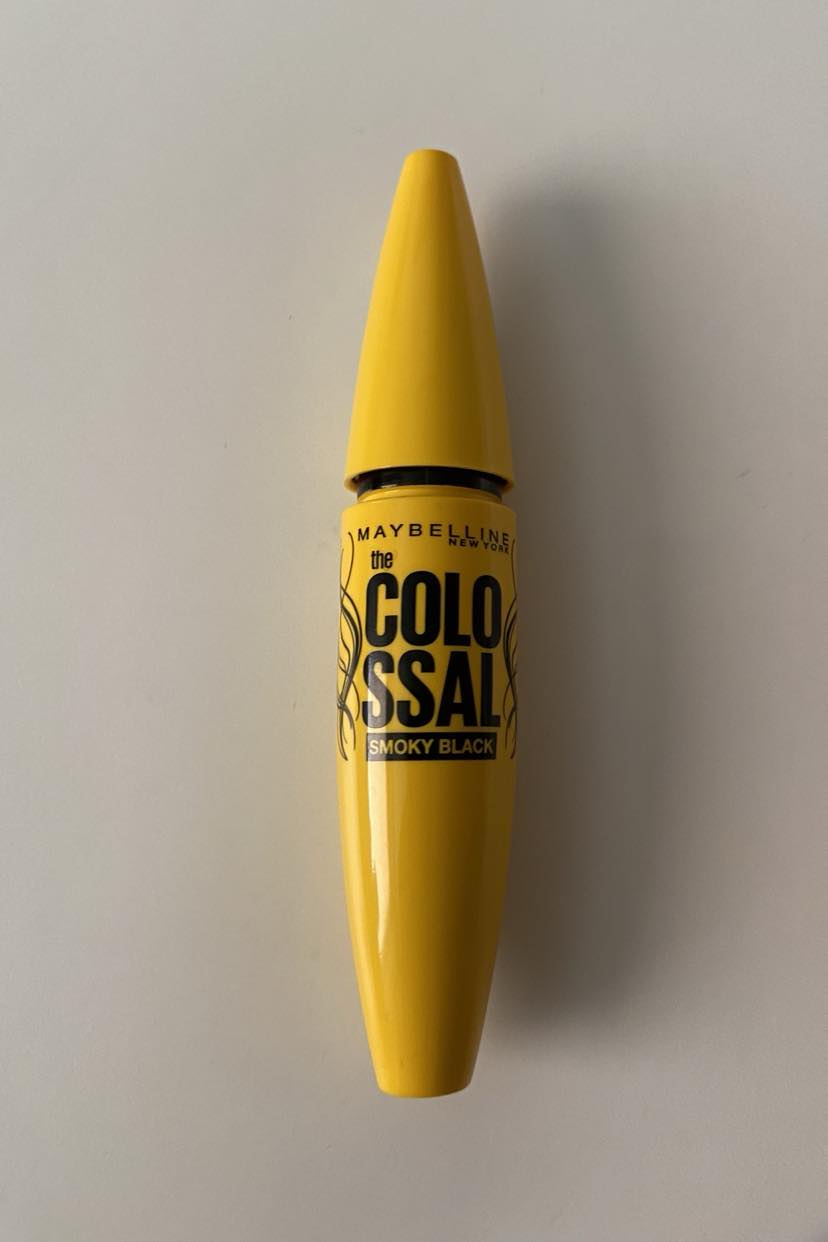 MAYBELLINE
NEW YORK
the
COLO
SSAL
SMOKY BLACK